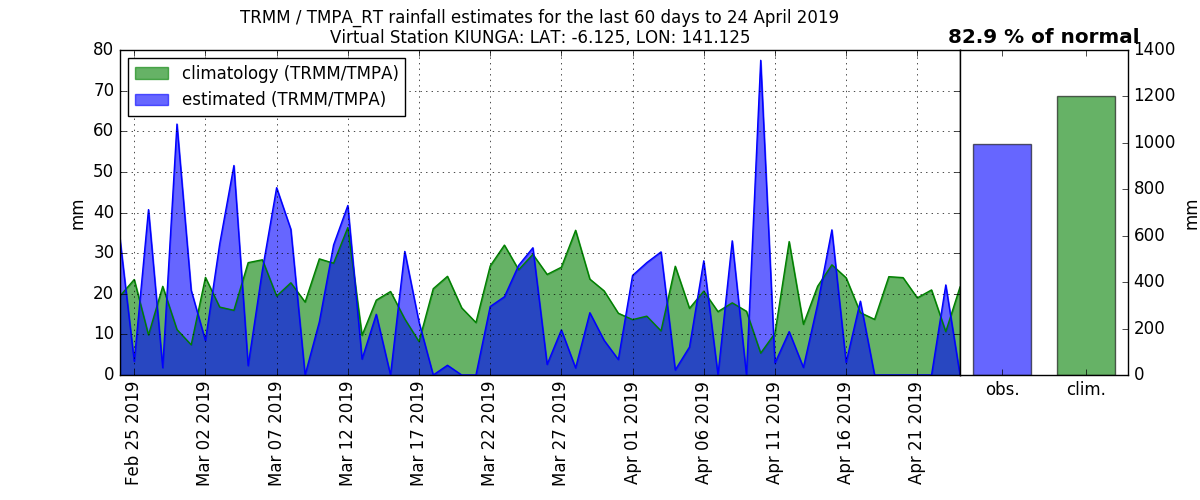 TRMM / TMPA_RT rainfall estimates for the last 60 days to 24 April 2019
Virtual Station KIUNGA: LAT: -6.125, LON: 141.125
82.9 % of normal
climatology (TRMM/TMPA)
estimated (TRMM/TMPA)
80
70
60
50
40
30
20
10
0
mm
1400
1200
1000
800
600
400
200
0
mm
obs.
clim.
Feb 25 2019
Mar 02 2019
Mar 07 2019
Mar 12 2019
Mar 17 2019
Mar 22 2019
Mar 27 2019
Apr 01 2019
Apr 06 2019
Apr 11 2019
Apr 16 2019
Apr 21 2019